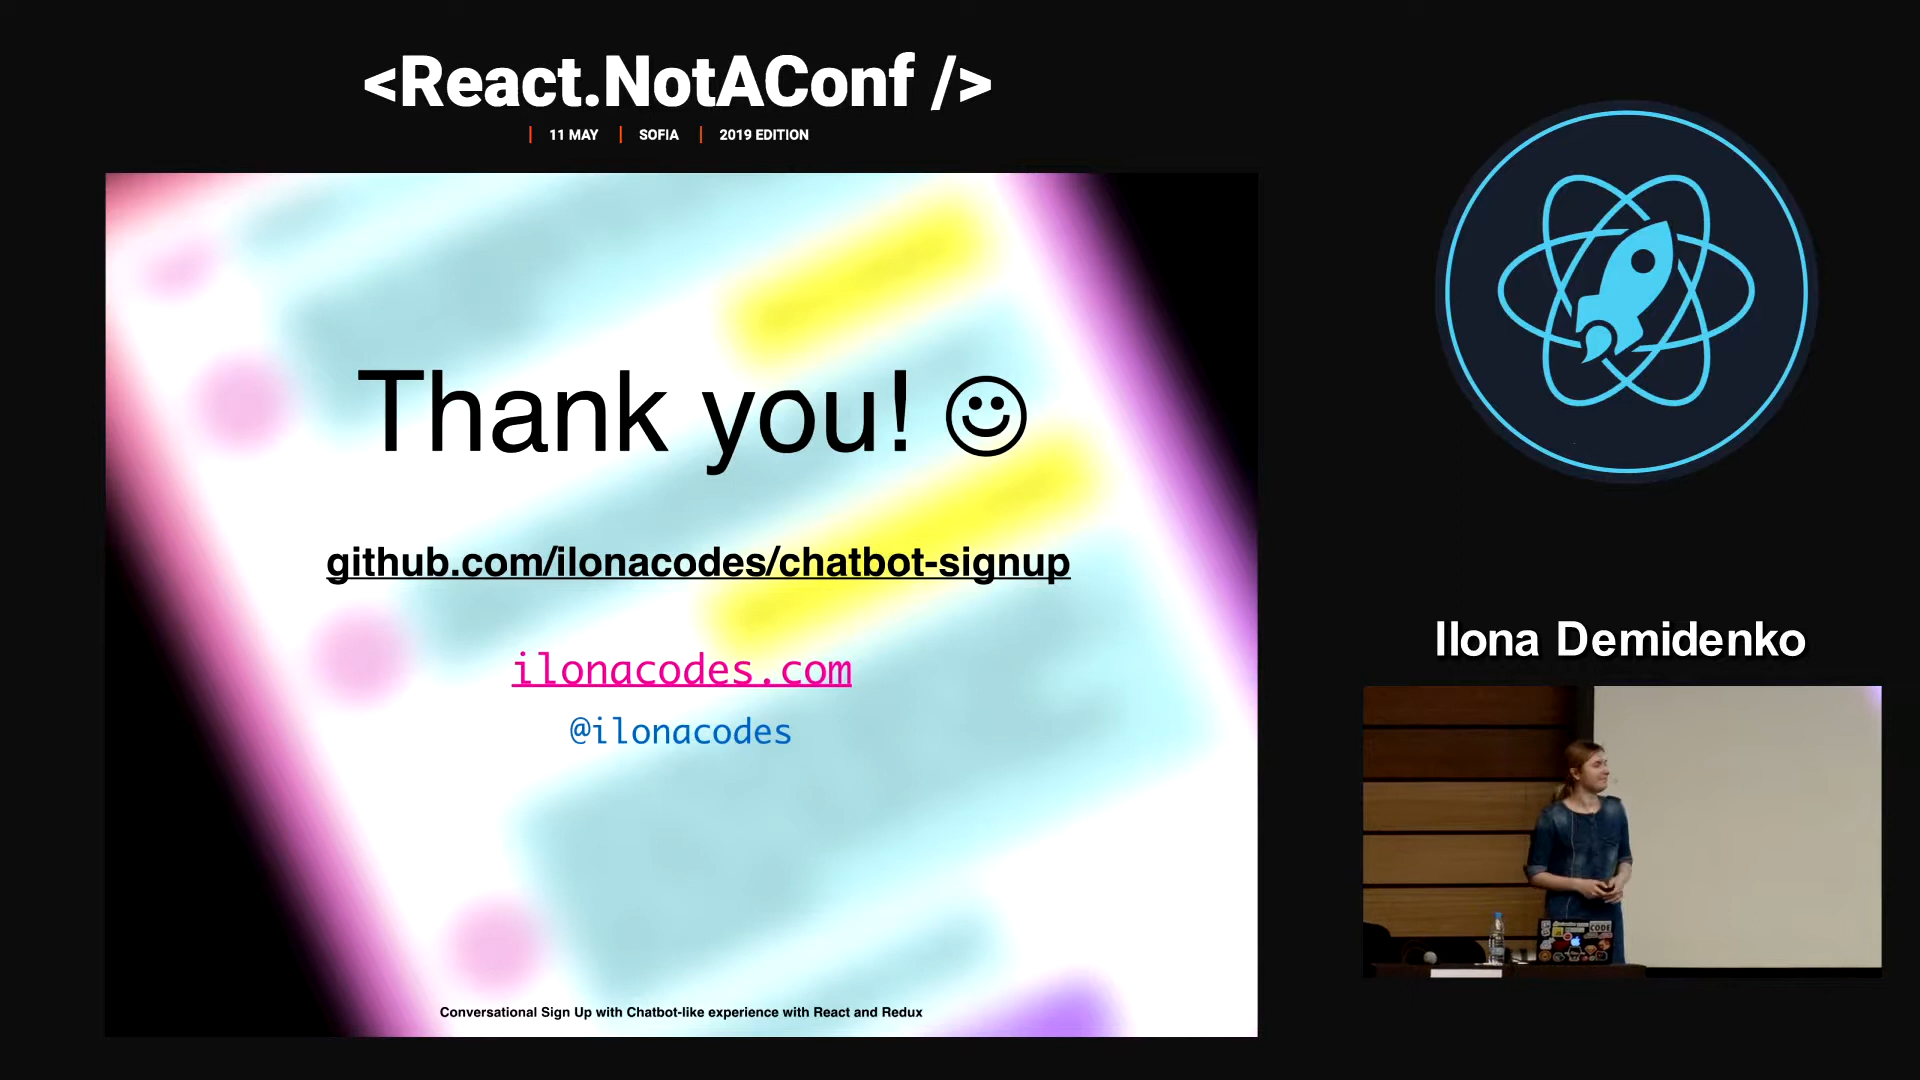 <React.NotAConf />
| 11 MAY | SOFIA | 2019 EDITION
Thank you! ☺
github.com/ilonacodes/chatbot-signup
ilonacodes.com
@ilonacodes
Conversational Sign Up with Chatbot-like experience with React and Redux
Ilona Demidenko
CODE